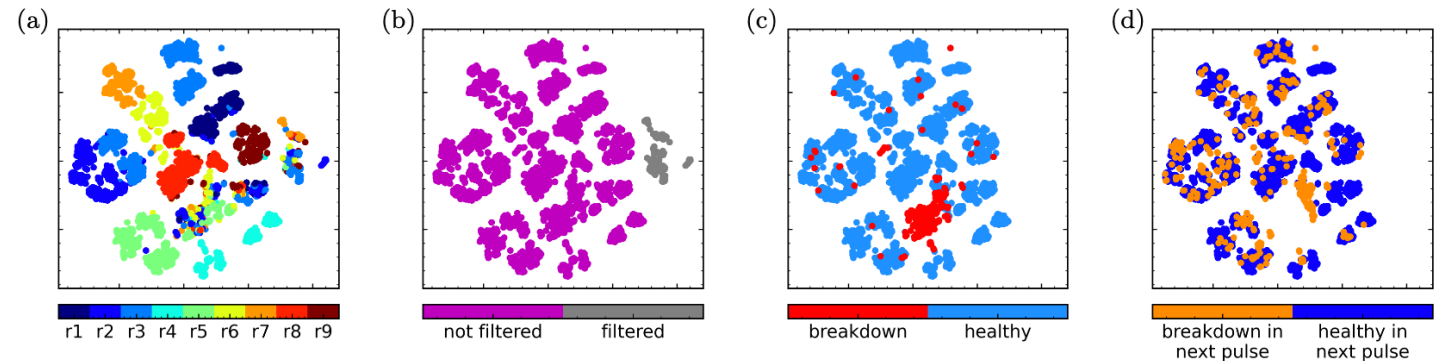 (a) (b) (c) (d)
r1 r2 r3 r4 r5 r6 r7 r8 r9
not filtered filtered
breakdown healthy
breakdown in next pulse
healthy in next pulse